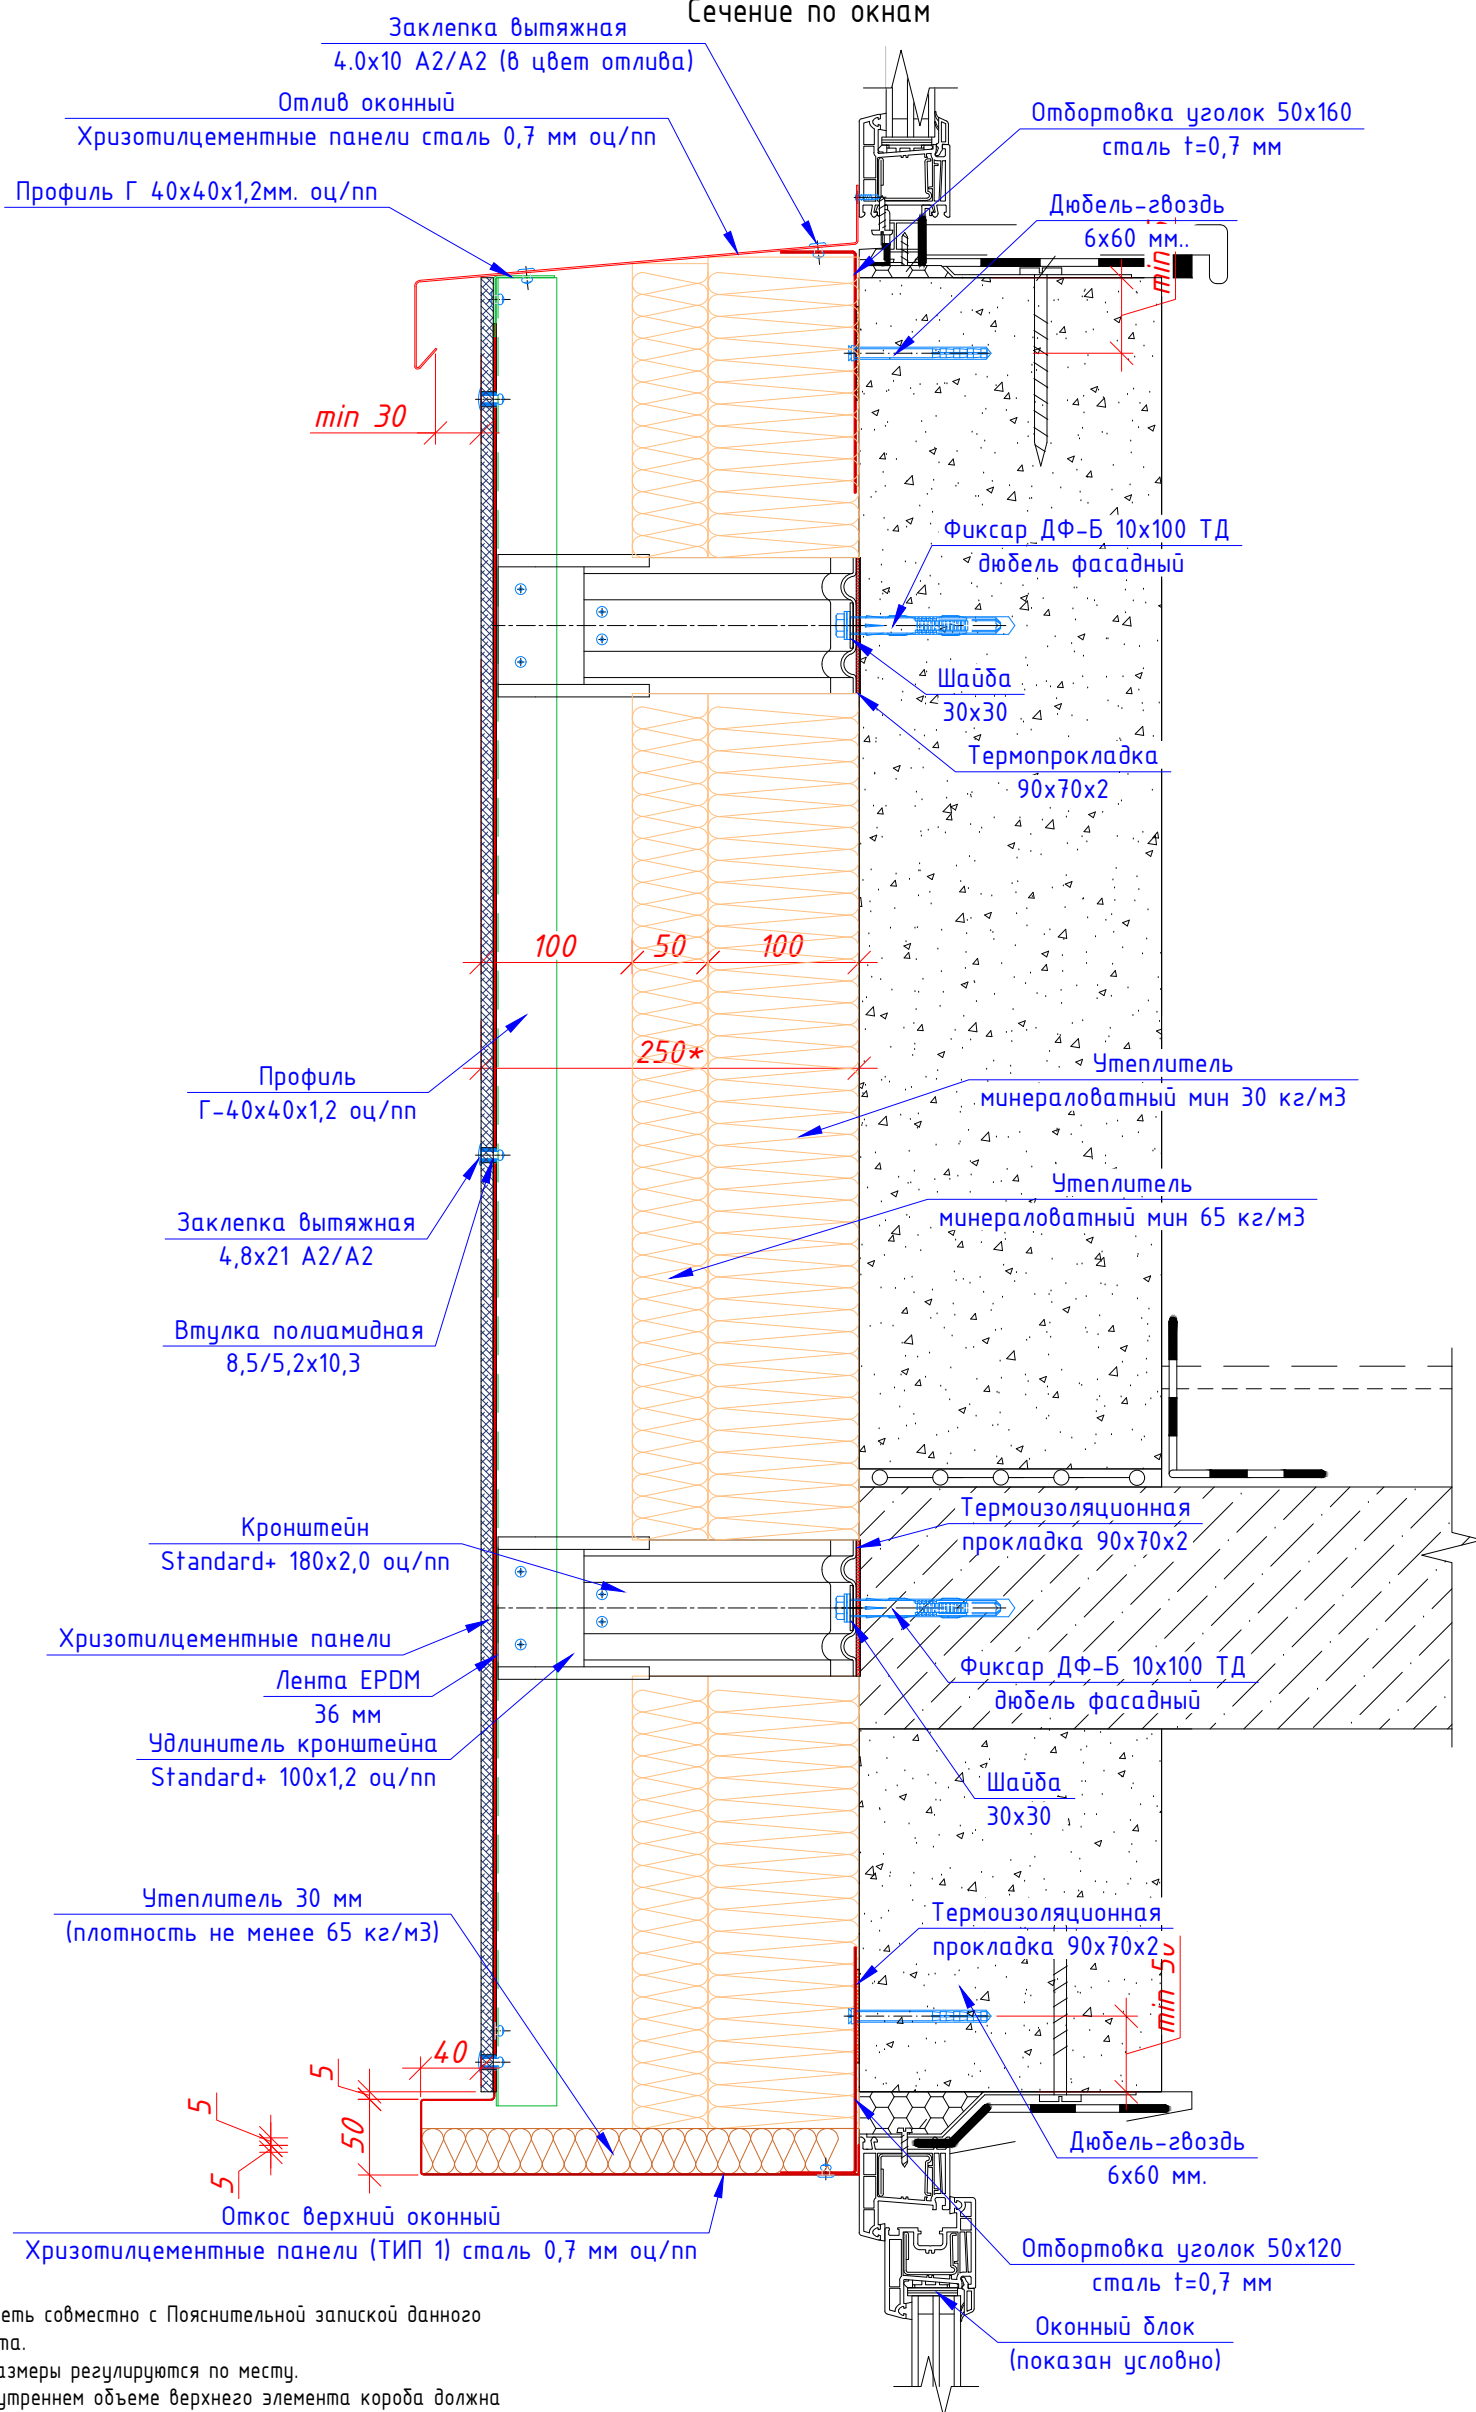 Сечение по окнам
Заклепка вытяжная
4.0x10 А2/А2 (в цвет отлива)
Отлив оконный
Хризотилцементные панели сталь 0,7 мм оц/пп
Профиль Г 40x40x1,2мм. оц/пп
Отбортовка уголок 50x160
сталь t=0,7 мм
Дюбель-гвоздь
6x60 мм..
min
min 30
Фиксар ДФ-Б 10x100 ТД
дюбель фасадный
Шайба
30x30
Термопрокладка
90x70x2
100
50
100
250*
Профиль
Г-40x40x1,2 оц/пп
Утеплитель
минераловатный мин 30 кг/м3
Утеплитель
минераловатный мин 65 кг/м3
Заклепка вытяжная
4,8x21 А2/А2
Втулка полиамидная
8,5/5,2x10,3
Кронштейн
Standard+ 180x2,0 оц/пп
Термоизоляционная
прокладка 90x70x2
Хризотилцементные панели
Лента EPDM
36 мм
Фиксар ДФ-Б 10x100 ТД
дюбель фасадный
Удлинитель кронштейна
Standard+ 100x1,2 оц/пп
Шайба
30x30
Утеплитель 30 мм
(плотность не менее 65 кг/м3)
Термоизоляционная
прокладка 90x70x2
min 50
40
5
5
50
5
Дюбель-гвоздь
6x60 мм.
Откос верхний оконный
Хризотилцементные панели (ТИП 1) сталь 0,7 мм оц/пп
Отбортовка уголок 50x120
сталь t=0,7 мм
Оконный блок
(показан условно)
еть совместно с Пояснительной запиской данного
та.
азмеры регулируются по месту.
утреннем объеме верхнего элемента короба должна